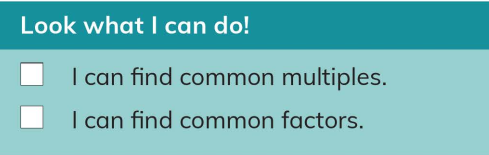 Look what I can do!
I can find common multiples.
I can find common factors.